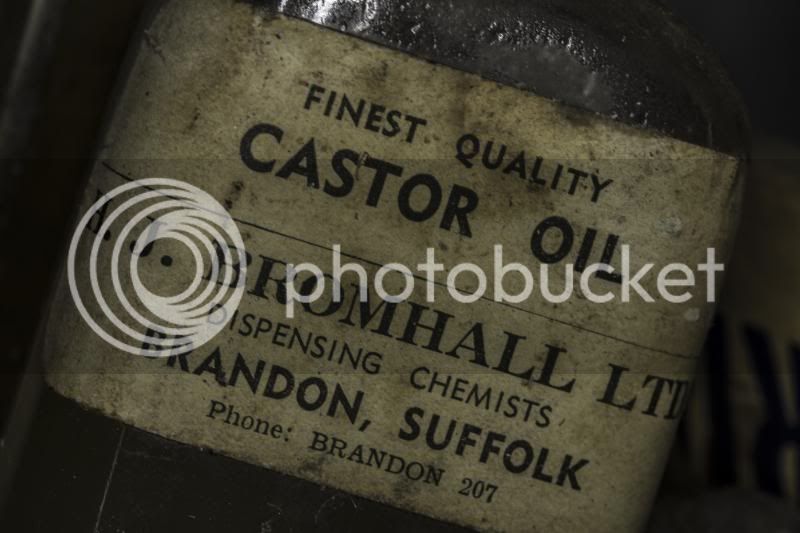 FINEST QUALITY
CASTOR OIL
A. J. BROMHALL LTD
DISPENSING CHEMISTS
BRANDON, SUFFOLK
Phone: BRANDON 207
photobucket